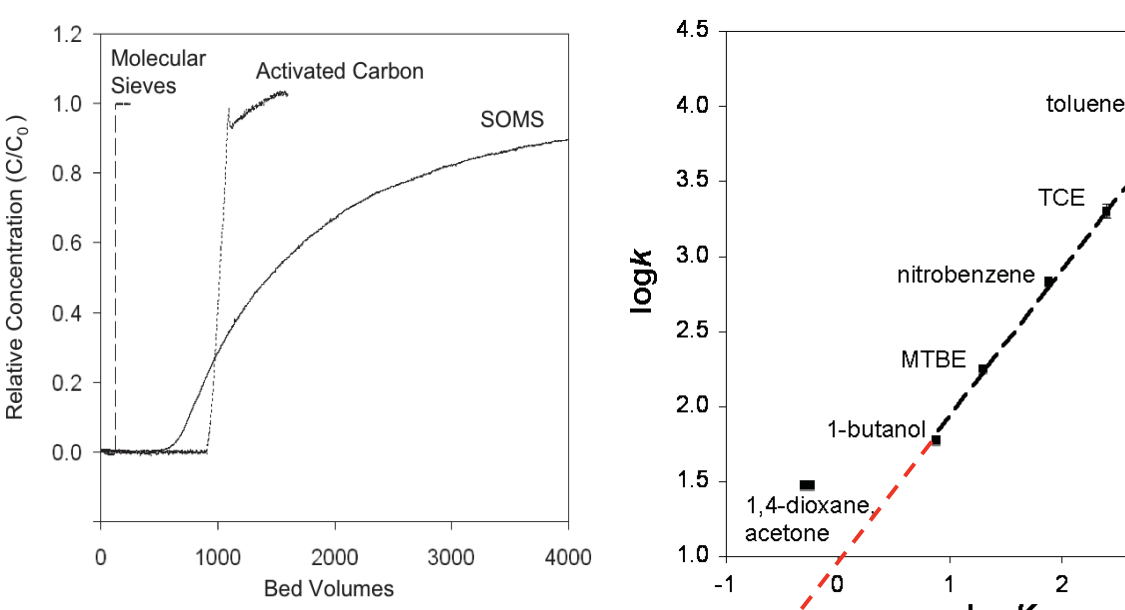 1.2
1.0
0.8
0.6
0.4
0.2
0.0
Relative Concentration (C/C0)
Molecular
Sieves
Activated Carbon
SOMS
0 1000 2000 3000 4000
Bed Volumes
4.5
4.0
3.5
3.0
2.5
2.0
1.5
1.0
logk
toluene
TCE
nitrobenzene
MTBE
1-butanol
1,4-dioxane,
acetone
-1 0 1 2